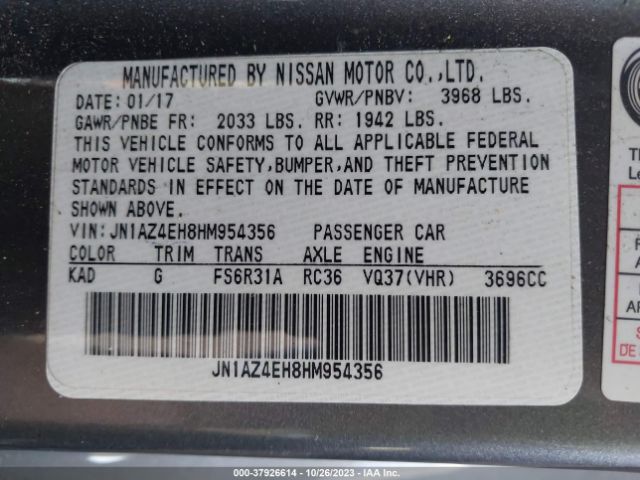 MANUFACTURED BY NISSAN MOTOR CO.,LTD.
DATE: 01/17 GVWR/PNBV: 3968 LBS.
GAWR/PNBE FR: 2033 LBS. RR: 1942 LBS.
THIS VEHICLE CONFORMS TO ALL APPLICABLE FEDERAL
MOTOR VEHICLE SAFETY,BUMPER,AND THEFT PREVENTION
STANDARDS IN EFFECT ON THE DATE OF MANUFACTURE
SHOWN ABOVE.
VIN: JN1AZ4EH8HM954356 PASSENGER CAR
COLOR TRIM TRANS AXLE ENGINE
KAD G FS6R31A RC36 VQ37(VHR) 3696CC
JN1AZ4EH8HM954356
000-37926614 - 10/26/2023 - IAA Inc.